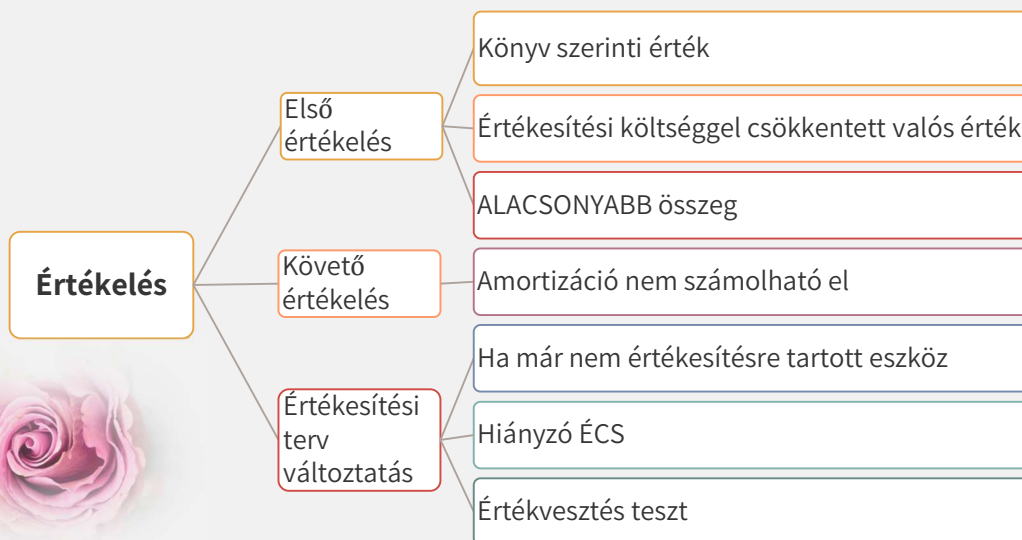 Értékelés
Első
értékelés
Könyv szerinti érték
Értékesítési költséggel csökkentett valós érték
ALACSONYABB összeg
Követő
értékelés
Amortizáció nem számolható el
Értékesítési
terv
változtatás
Ha már nem értékesítésre tartott eszköz
Hiányzó ÉCS
Értékvesztés teszt